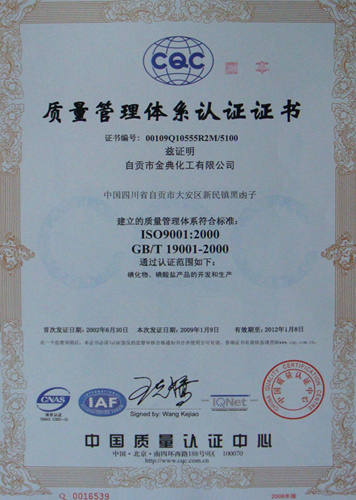 CQC
质量管理体系认证证书
证书编号: 00109Q10555R2M/5100
兹证明
自贡市金典化工有限公司
中国四川省自贡市大安区新民镇黑凼子
建立的质量管理体系符合标准:
ISO9001:2000
GB/T 19001-2000
通过认证范围如下:
碘化物、碘酸盐产品的开发和生产
首次发证日期: 2002年6月30日 本次发证日期: 2009年1月9日 有效期至: 2012年1月8日
CNAS
IAF
Signed by: Wang Kejiao
IQNet
中国质量认证中心
中国·北京·南四环西路188号9区 100070
http://www.cqc.com.cn
Q 0016539